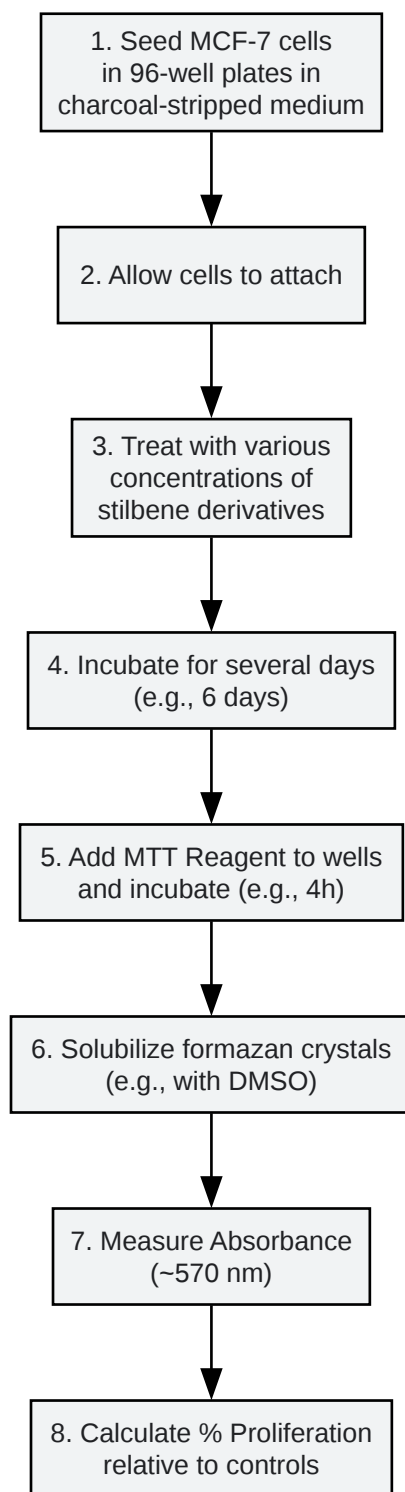 1. Seed MCF-7 cells
in 96-well plates in
charcoal-stripped medium
2. Allow cells to attach
3. Treat with various
concentrations of
stilbene derivatives
4. Incubate for several days
(e.g., 6 days)
5. Add MTT Reagent to wells
and incubate (e.g., 4h)
6. Solubilize formazan crystals
(e.g., with DMSO)
7. Measure Absorbance
(~570 nm)
8. Calculate % Proliferation
relative to controls